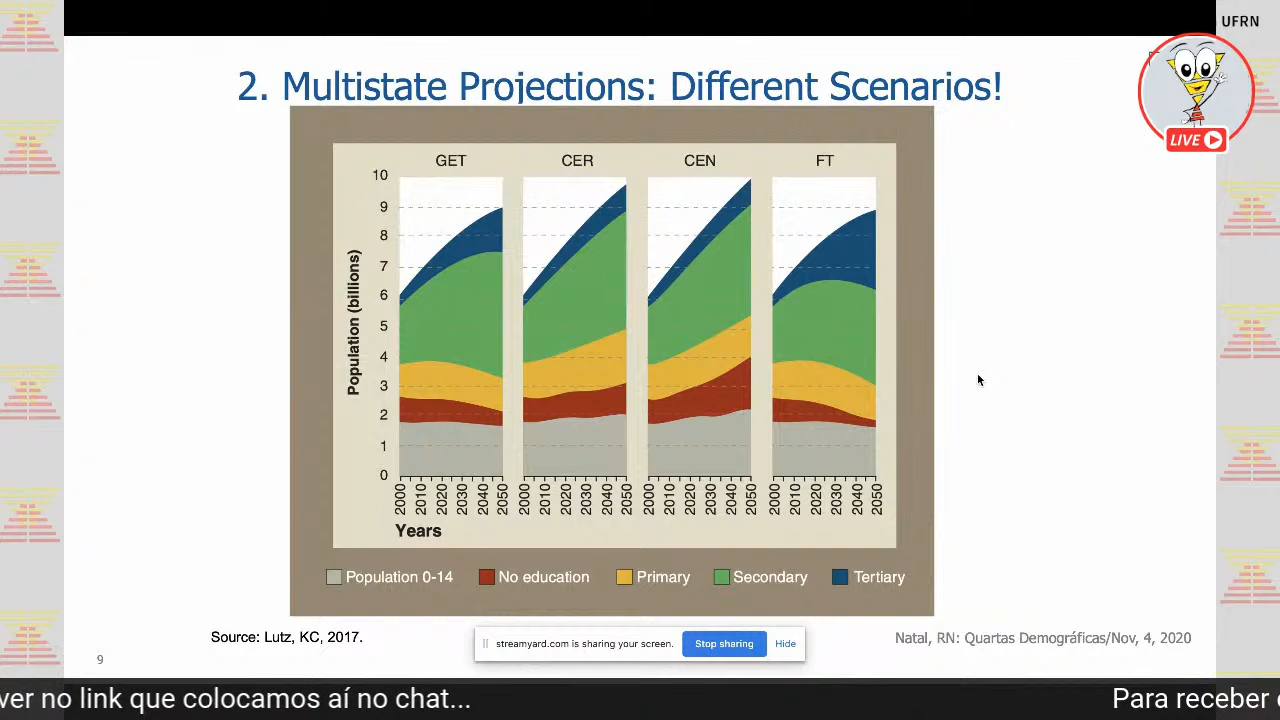 UFRN
LIVE
2. Multistate Projections: Different Scenarios!
GET CER CEN FT
10
9
8
7
6
5
4
3
2
1
0
Population (billions)
2000 2010 2020 2030 2040 2050 2000 2010 2020 2030 2040 2050 2000 2010 2020 2030 2040 2050 2000 2010 2020 2030 2040 2050
Years
Population 0-14 No education Primary Secondary Tertiary
Source: Lutz, KC, 2017.
streamyard.com is sharing your screen. Stop sharing Hide
Natal, RN: Quartas Demográficas/Nov, 4, 2020
9
ver no link que colocamos aí no chat... Para receber